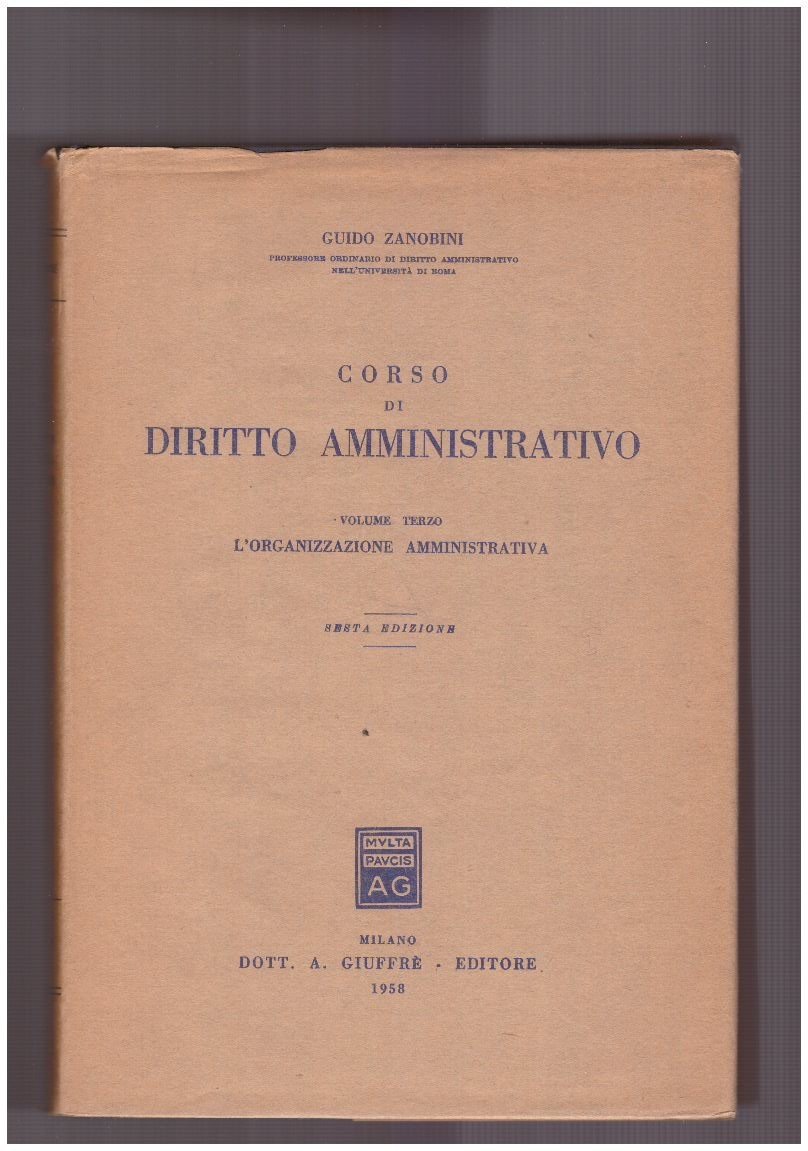 GUIDO ZANOBINI
PROFESSORE ORDINARIO DI DIRITTO AMMINISTRATIVO
NELL'UNIVERSITÀ DI ROMA
CORSO
DI
DIRITTO AMMINISTRATIVO
VOLUME TERZO
L'ORGANIZZAZIONE AMMINISTRATIVA
SESTA EDIZIONE
MVLTA
PAVCIS
AG
MILANO
DOTT. A. GIUFFRÈ - EDITORE
1958